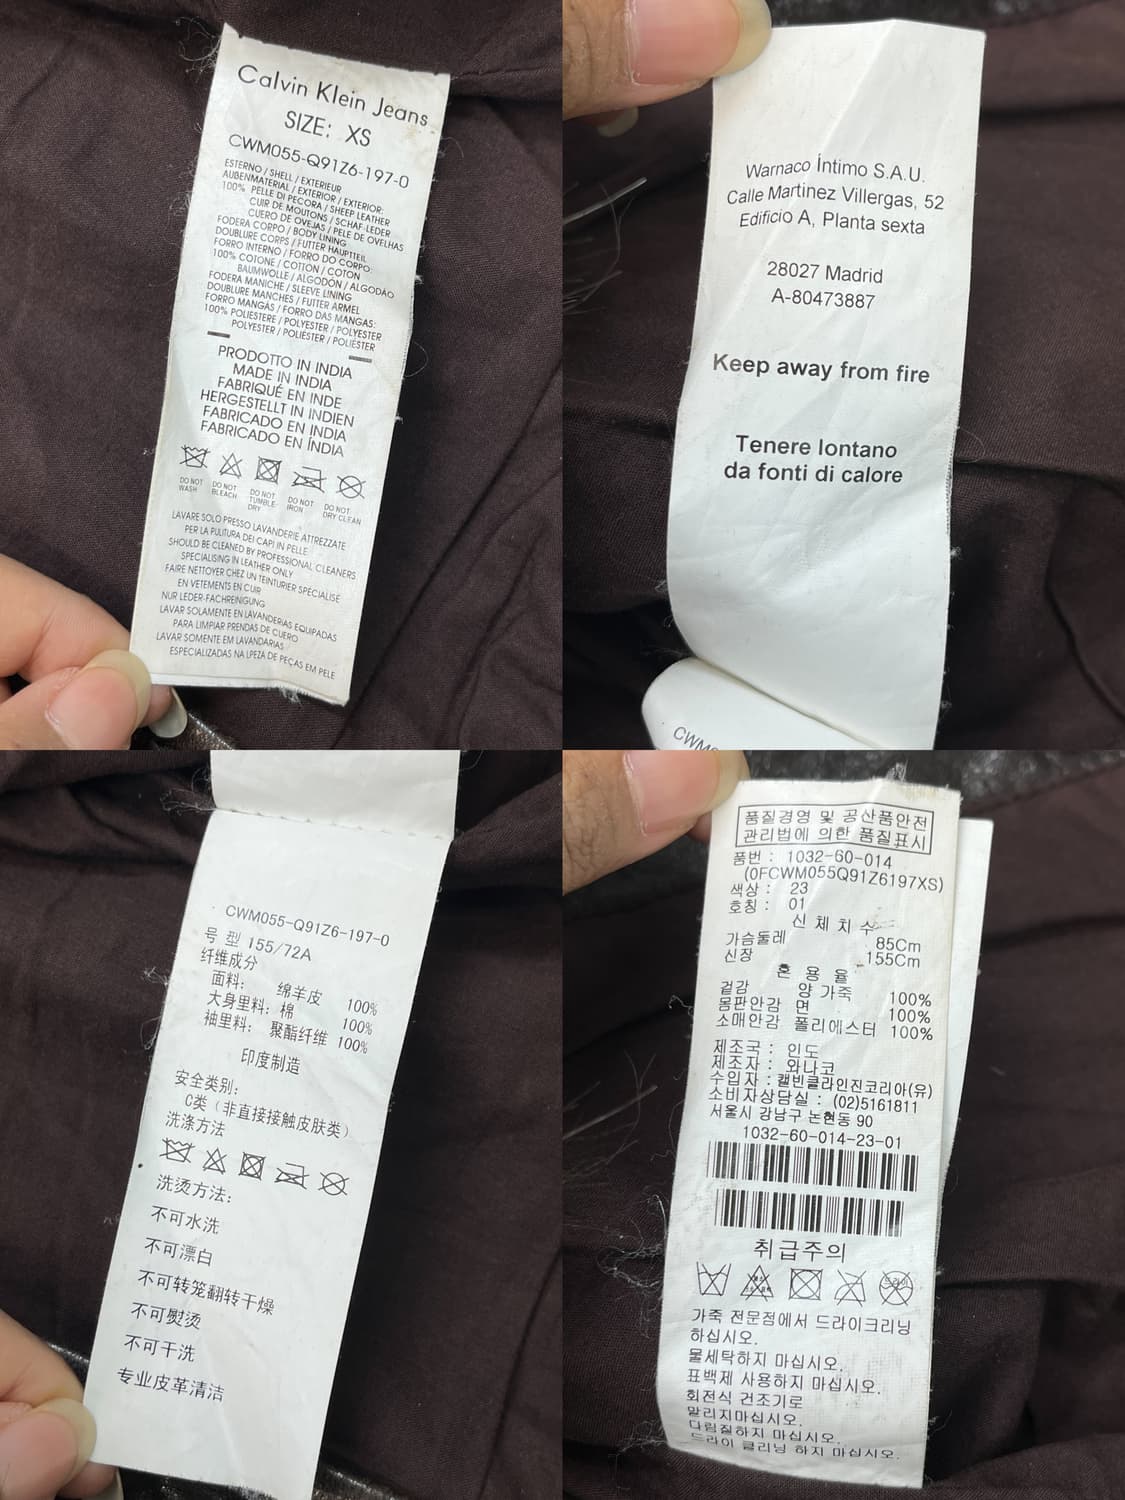 Calvin Klein Jeans
SIZE: XS
CWM055-Q91Z6-197-0
ESTERNO / SHELL / EXTERIEUR
AUßENMATERIAL / EXTERIOR / EXTERIOR:
100% PELLE DI PECORA / SHEEP LEATHER
CUIR DE MOUTONS / SCHAF-LEDER
CUERO DE OVEJAS / PELE DE OVELHAS
FODERA CORPO / BODY LINING
DOUBLURE CORPS / FUTTER HAUPTTEIL
FORRO INTERNO / FORRO DO CORPO:
100% COTONE / COTTON / COTON
BAUMWOLLE / ALGODÓN / ALGODÃO
FODERA MANICHE / SLEEVE LINING
DOUBLURE MANCHES / FUTTER ARMEL
FORRO MANGAS / FORRO DAS MANGAS:
100% POLIESTERE / POLYESTER / POLYESTER
POLYESTER / POLIÉSTER / POLIÉSTER
PRODOTTO IN INDIA
MADE IN INDIA
FABRIQUÉ EN INDE
HERGESTELLT IN INDIEN
FABRICADO EN INDIA
FABRICADO EN ÍNDIA
DO NOT WASH
DO NOT BLEACH
DO NOT TUMBLE-DRY
DO NOT IRON
DO NOT DRY CLEAN
LAVARE SOLO PRESSO LAVANDERIE ATTREZZATE
PER LA PULITURA DEI CAPI IN PELLE
SHOULD BE CLEANED BY PROFESSIONAL CLEANERS
SPECIALISING IN LEATHER ONLY
FAIRE NETTOYER CHEZ UN TEINTURIER SPECIALISÉ
EN VETEMENTS EN CUIR
NUR LEDER-FACHREINIGUNG
LAVAR SOLAMENTE EN LAVANDERIAS EQUIPADAS
PARA LIMPIAR PRENDAS DE CUERO
LAVAR SOMENTE EM LAVANDARIAS
ESPECIALIZADAS NA LPEZA DE PEÇAS EM PELE
Warnaco Íntimo S.A.U.
Calle Martinez Villergas, 52
Edificio A, Planta sexta
28027 Madrid
A-80473887
Keep away from fire
Tenere lontano
da fonti di calore
CWM0
CWM055-Q91Z6-197-0
号 型 155/72A
纤维成分
面料: 绵羊皮 100%
大身里料: 棉 100%
袖里料: 聚酯纤维 100%
印度制造
安全类别:
C类（非直接接触皮肤类）
洗涤方法
洗烫方法:
不可水洗
不可漂白
不可转笼翻转干燥
不可熨烫
不可干洗
专业皮革清洁
품질경영 및 공산품안전
관리법에 의한 품질표시
품번 : 1032-60-014
(0FCWM055Q91Z6197XS)
색상 : 23
호칭 : 01
신 체 치 수
가슴둘레 85Cm
신장 155Cm
혼 용 율
겉감 양 가죽 100%
몸판안감 면 100%
소매안감 폴리에스터 100%
제조국 : 인도
제조자 : 와나코
수입자 : 캘빈클라인진코리아(유)
소비자상담실 : (02)5161811
서울시 강남구 논현동 90
1032-60-014-23-01
취급주의
드라이
가죽 전문점에서 드라이크리닝
하십시오.
물세탁하지 마십시오.
표백제 사용하지 마십시오.
회전식 건조기로
말리지마십시오.
다림질하지 마십시오.
드라이 클리닝 하지 마십시오.